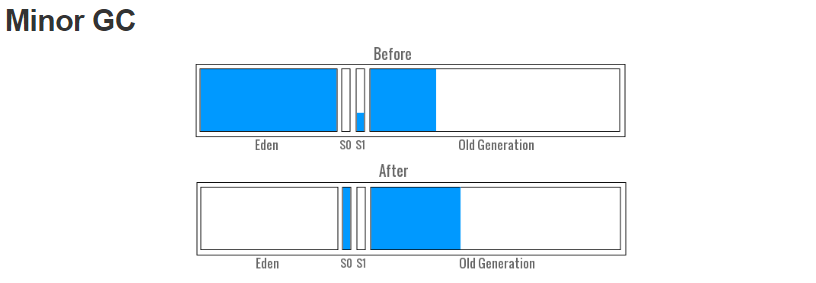 Minor GC
Before
Eden S0 S1 Old Generation
After
Eden S0 S1 Old Generation